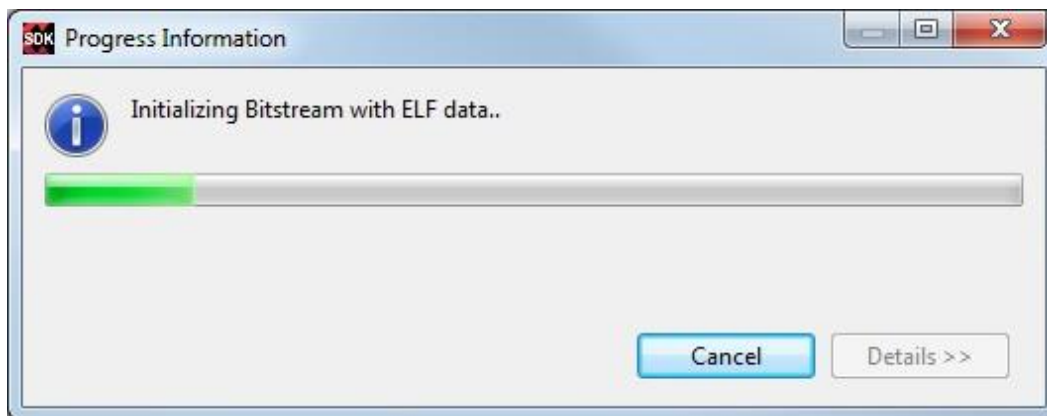 SDK Progress Information
Initializing Bitstream with ELF data..
Cancel Details >>